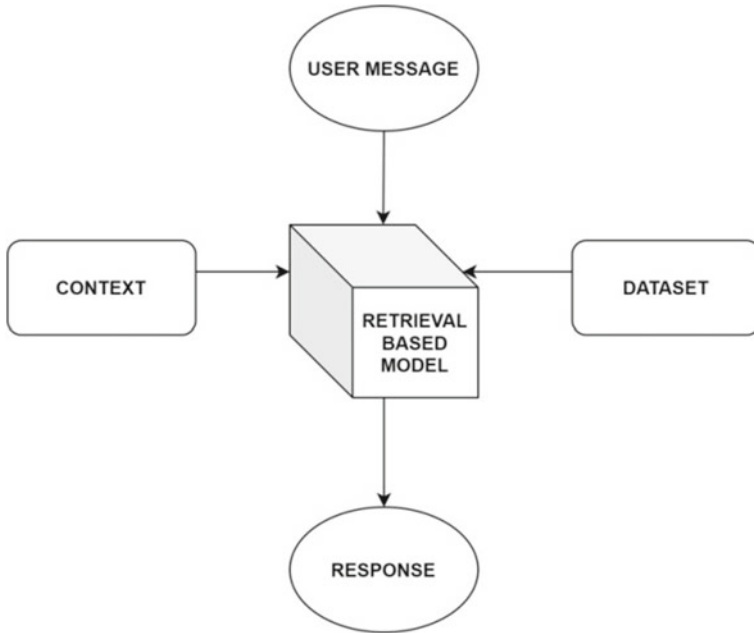 USER MESSAGE
CONTEXT
RETRIEVAL
BASED
MODEL
DATASET
RESPONSE